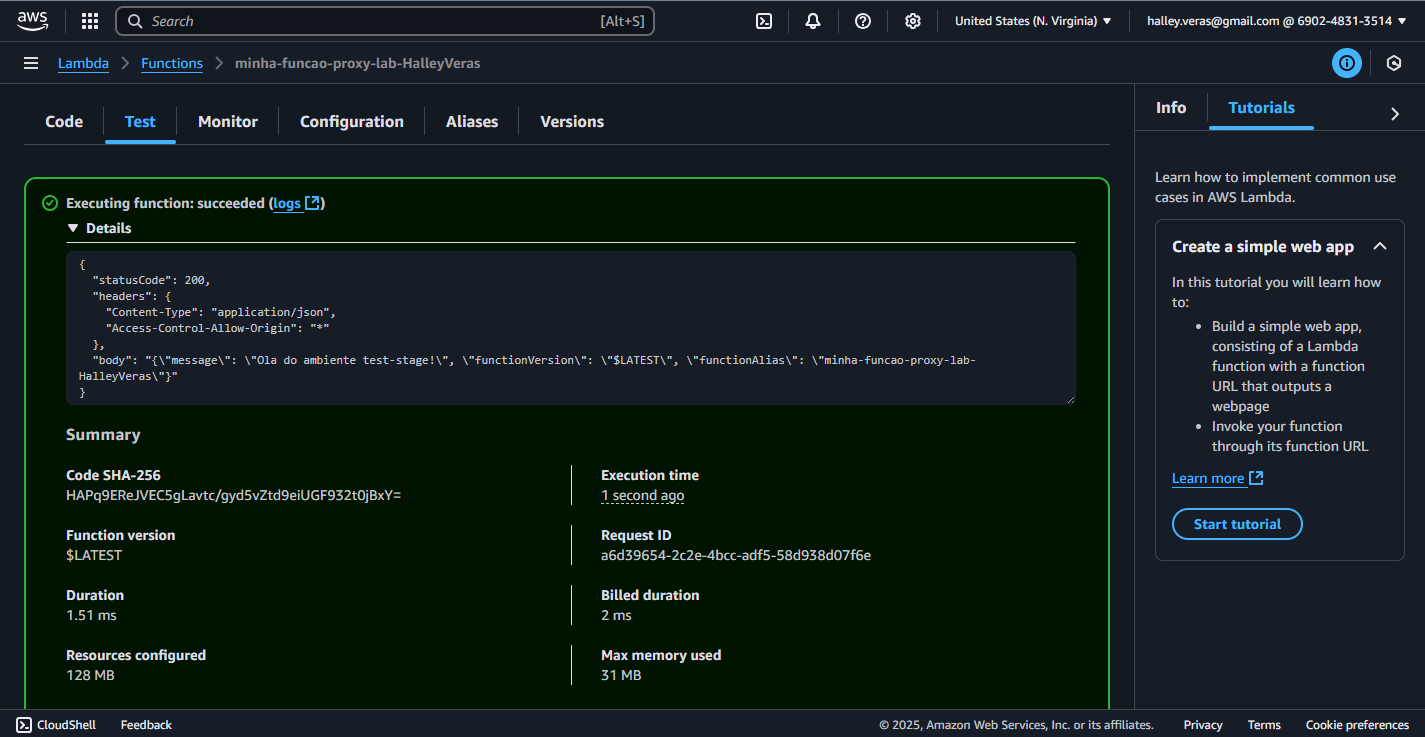 aws
Search [Alt+S]
United States (N. Virginia)
halley.veras@gmail.com @ 6902-4831-3514
Lambda
Functions
minha-funcao-proxy-lab-HalleyVeras
Code
Test
Monitor
Configuration
Aliases
Versions
Executing function: succeeded (logs)
Details
{
"statusCode": 200,
"headers": {
"Content-Type": "application/json",
"Access-Control-Allow-Origin": "*"
},
"body": "{\"message\": \"Ola do ambiente test-stage!\", \"functionVersion\": \"$LATEST\", \"functionAlias\": \"minha-funcao-proxy-lab-
HalleyVeras\"}"
}
Summary
Code SHA-256
HAPq9EReJVEC5gLavtc/gyd5vZtd9eiUGF932t0jBxY=
Execution time
1 second ago
Function version
$LATEST
Request ID
a6d39654-2c2e-4bcc-adf5-58d938d07f6e
Duration
1.51 ms
Billed duration
2 ms
Resources configured
128 MB
Max memory used
31 MB
Info
Tutorials
Learn how to implement common use
cases in AWS Lambda.
Create a simple web app
In this tutorial you will learn how
to:
• Build a simple web app,
consisting of a Lambda
function with a function
URL that outputs a
webpage
• Invoke your function
through its function URL
Learn more
Start tutorial
CloudShell
Feedback
© 2025, Amazon Web Services, Inc. or its affiliates.
Privacy
Terms
Cookie preferences